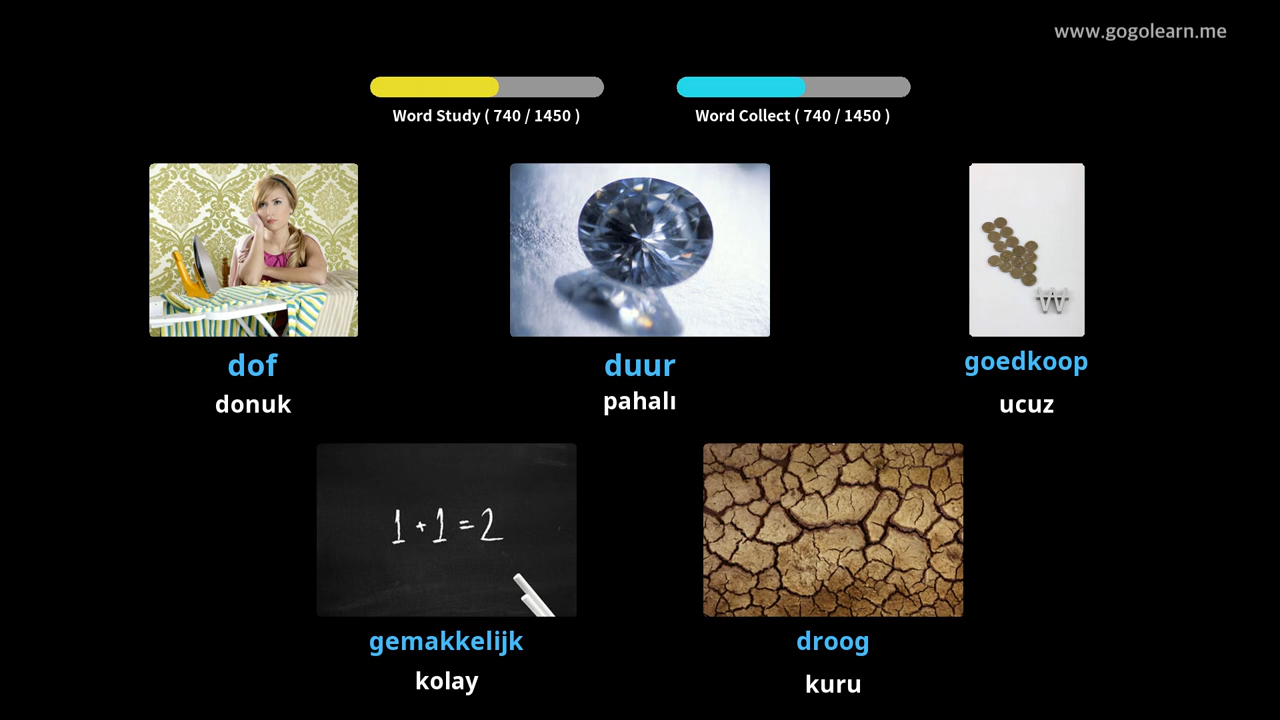 www.gogolearn.me
Word Study ( 740 / 1450 )
Word Collect ( 740 / 1450 )
dof
donuk
duur
pahalı
₩
goedkoop
ucuz
1 + 1 = 2
gemakkelijk
kolay
droog
kuru